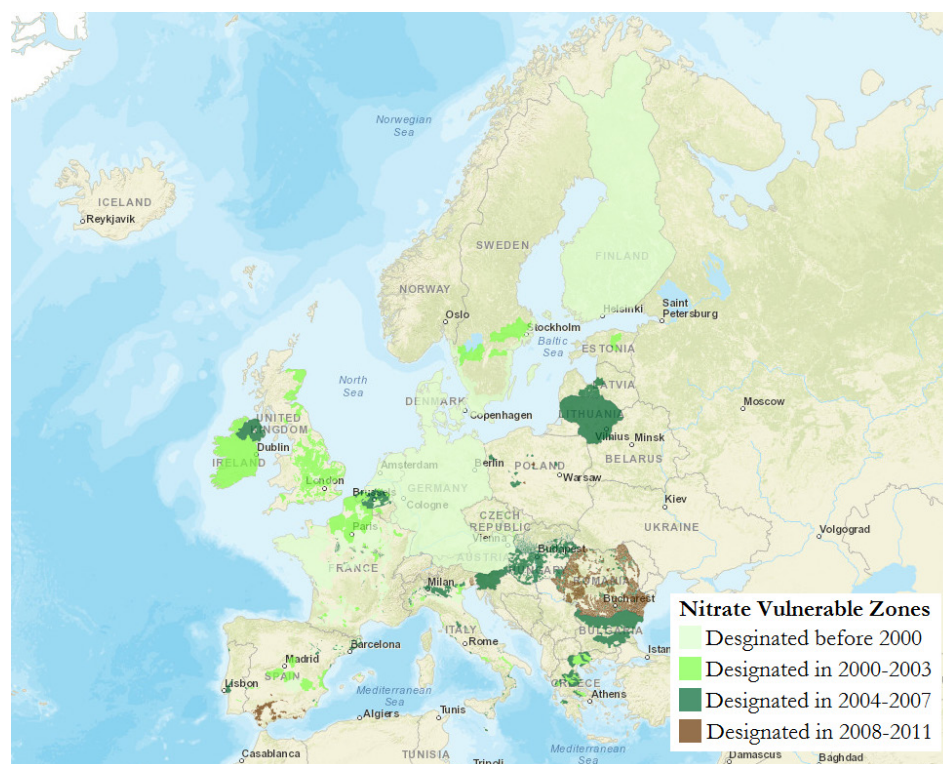 Norwegian
Sea
ICELAND
Reykjavik
SWEDEN
FINLAND
NORWAY
Oslo
Helsinki
Saint
Petersburg
Stockholm
Baltic
Sea
ESTONIA
North
Sea
LATVIA
DENMARK
Copenhagen
LITHUANIA
Moscow
UNITED
KINGDOM
Vilnius
Minsk
Dublin
IRELAND
BELARUS
Amsterdam
Berlin
POLAND
Warsaw
London
GERMANY
Brussels
Cologne
Kiev
CZECH
REPUBLIC
UKRAINE
Volgograd
Paris
Vienna
Budapest
AUSTRIA
FRANCE
HUNGARY
Milan
ROMANIA
Bucharest
ITALY
BULGARIA
Barcelona
Rome
Madrid
Istan
SPAIN
Lisbon
GREECE
Mediterranean
Sea
Athens
Algiers
Tunis
Casablanca
TUNISIA
Tripoli
Mediterranean
Sea
Damascus
Baghdad
Nitrate Vulnerable Zones
Desginated before 2000
Designated in 2000-2003
Designated in 2004-2007
Designated in 2008-2011